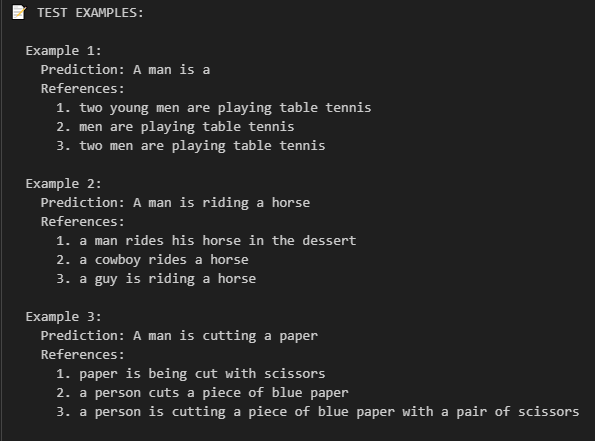 📝 TEST EXAMPLES:
Example 1:
Prediction: A man is a
References:
1. two young men are playing table tennis
2. men are playing table tennis
3. two men are playing table tennis
Example 2:
Prediction: A man is riding a horse
References:
1. a man rides his horse in the dessert
2. a cowboy rides a horse
3. a guy is riding a horse
Example 3:
Prediction: A man is cutting a paper
References:
1. paper is being cut with scissors
2. a person cuts a piece of blue paper
3. a person is cutting a piece of blue paper with a pair of scissors